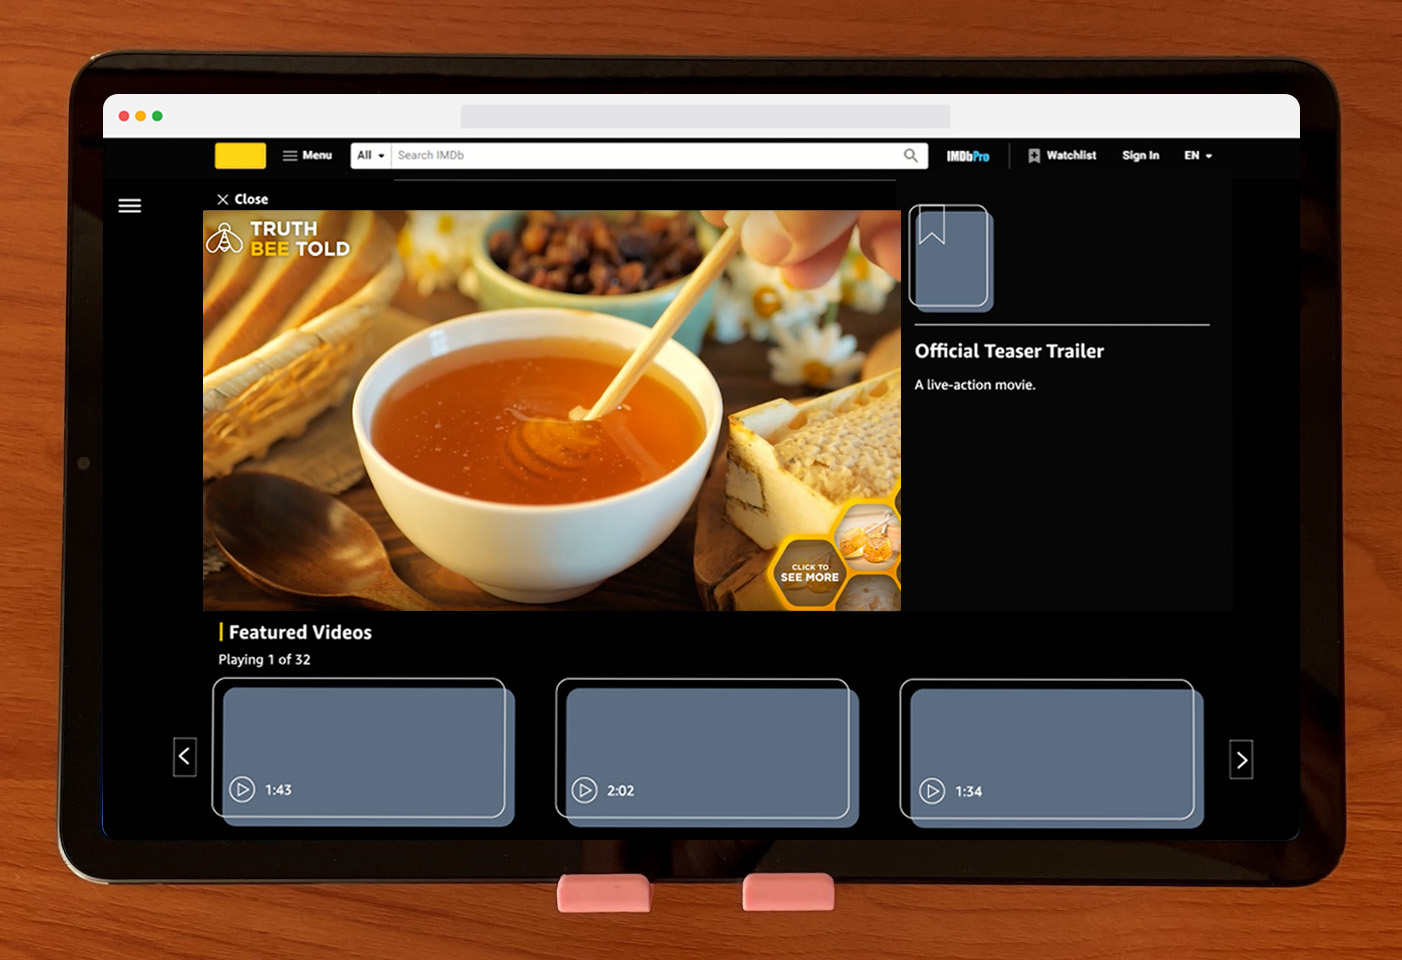 Menu
All
Search IMDb
IMDbPro
Watchlist
Sign In
EN
Close
TRUTH
BEE TOLD
CLICK TO
SEE MORE
Official Teaser Trailer
A live-action movie.
Featured Videos
Playing 1 of 32
1:43
2:02
1:34